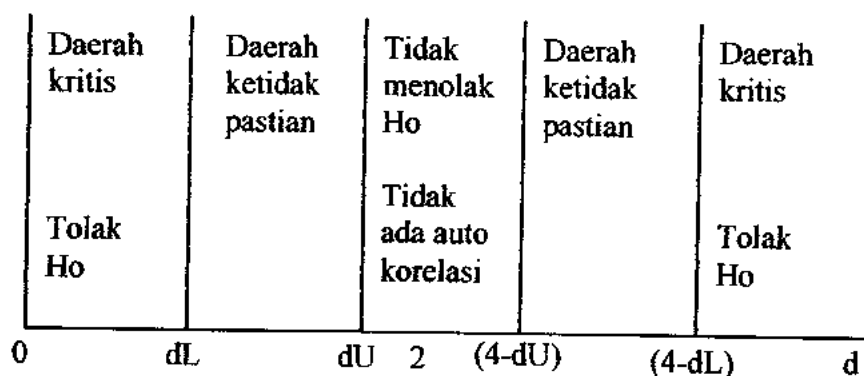 Daerah
kritis
Tolak
Ho
Daerah
ketidak
pastian
Tidak
menolak
Ho
Tidak
ada auto
korelasi
Daerah
ketidak
pastian
Daerah
kritis
Tolak
Ho
0 dL dU 2 (4-dU) (4-dL) d